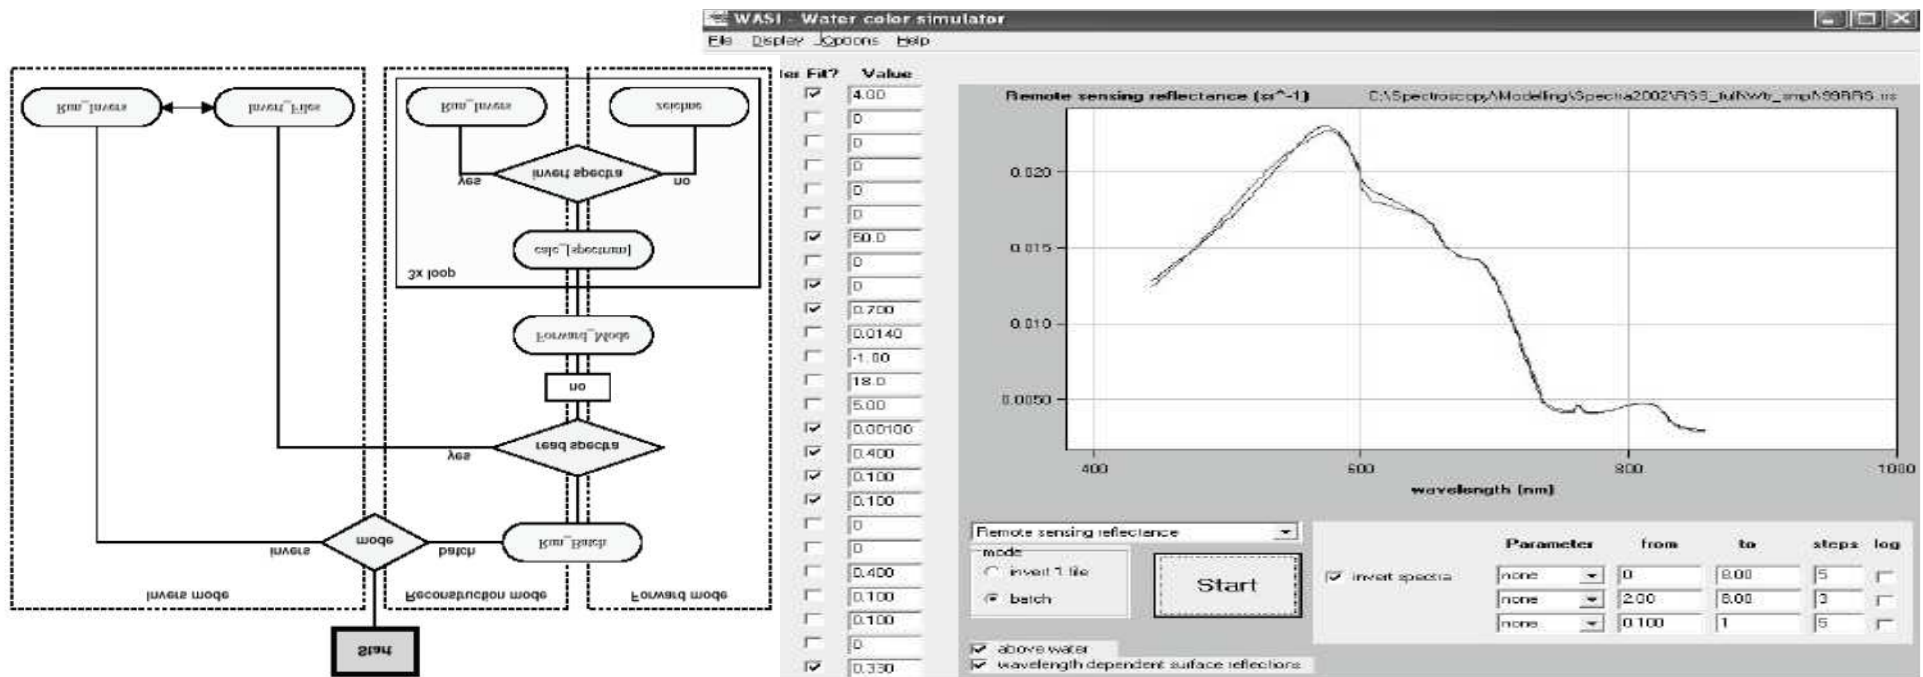 Run_Invers
Invert_Files
Run_Invers
zeichne
invert spectra
yes
no
calc_[spectrum]
3x loop
Forward_Mode
no
read spectra
yes
mode
invers
batch
Run_Batch
Invers mode
Reconstruction mode
Forward mode
Start
WASI - Water color simulator
File Display Options Help
Fit? Value
4.00
0
0
0
0
0
50.0
0
0
0.700
0.0140
-1.00
18.0
5.00
0.00100
0.400
0.100
0.100
0
0
0.400
0.100
0.100
0
0.330
Remote sensing reflectance (sr^-1)
0.020
0.015
0.010
0.0050
400 600 800 1000
wavelength [nm]
Remote sensing reflectance
mode
invert 1 file
batch
Start
above water
wavelength dependent surface reflections
Parameter from to steps log
invert spectra
none 0 8.00 5
none 2.00 8.00 3
none 0.100 1 5